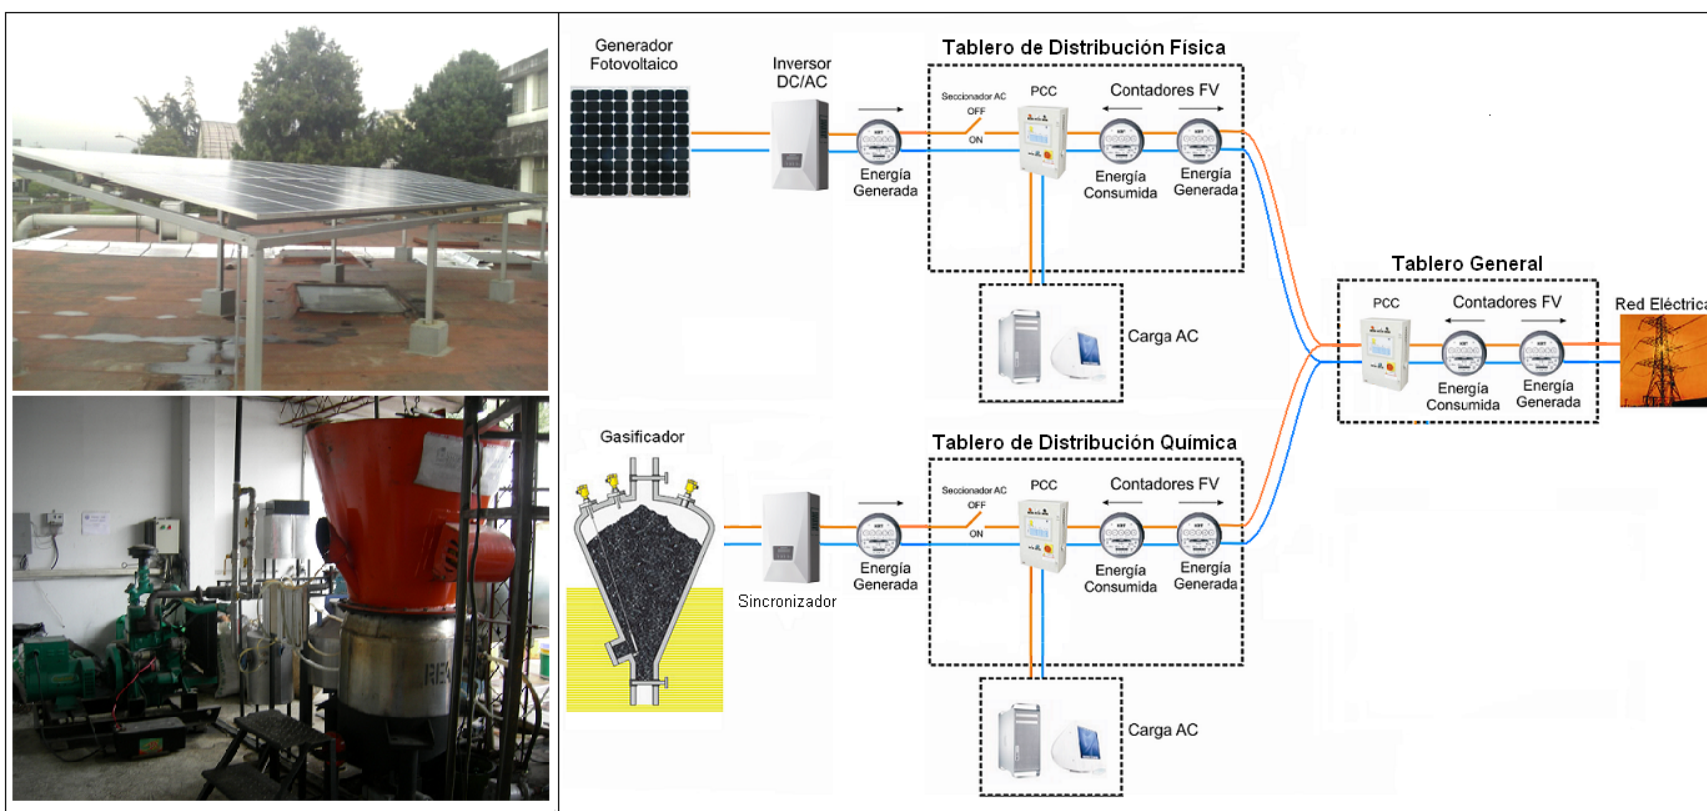 Generador
Fotovoltaico
Inversor
DC/AC
Energía
Generada
Tablero de Distribución Física
Seccionador AC
OFF
ON
PCC
Contadores FV
Energía
Consumida
Energía
Generada
Carga AC
Tablero General
PCC
Contadores FV
Energía
Consumida
Energía
Generada
Red Eléctrica
Gasificador
Sincronizador
Energía
Generada
Tablero de Distribución Química
Seccionador AC
OFF
ON
PCC
Contadores FV
Energía
Consumida
Energía
Generada
Carga AC